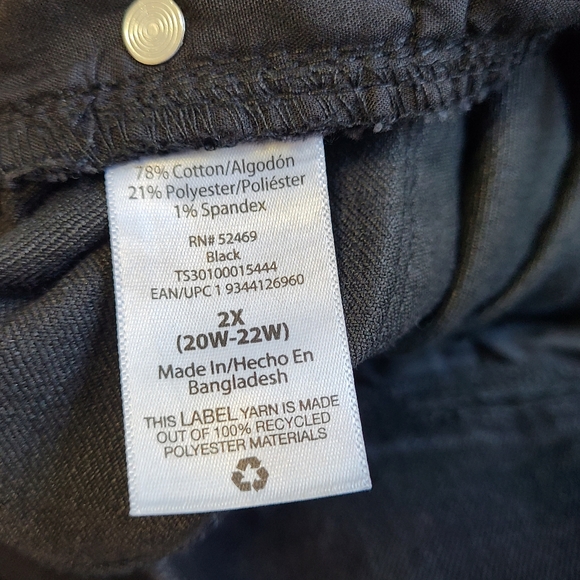 78% Cotton/Algodón
21% Polyester/Poliéster
1% Spandex
RN# 52469
Black
TS30100015444
EAN/UPC 1 9344126960
2X
(20W-22W)
Made In/Hecho En
Bangladesh
THIS LABEL YARN IS MADE
OUT OF 100% RECYCLED
POLYESTER MATERIALS